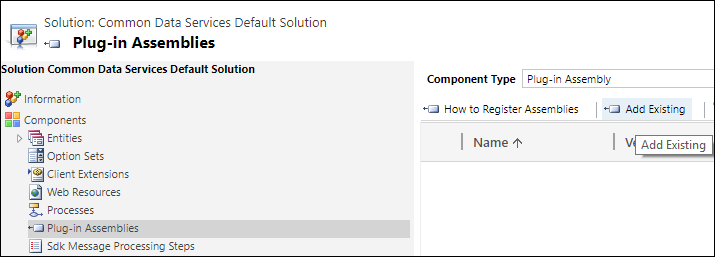 Solution: Common Data Services Default Solution
Plug-in Assemblies
Solution Common Data Services Default Solution
Information
Components
Entities
Option Sets
Client Extensions
Web Resources
Processes
Plug-in Assemblies
Sdk Message Processing Steps
Component Type Plug-in Assembly
How to Register Assemblies Add Existing
Name
Add Existing